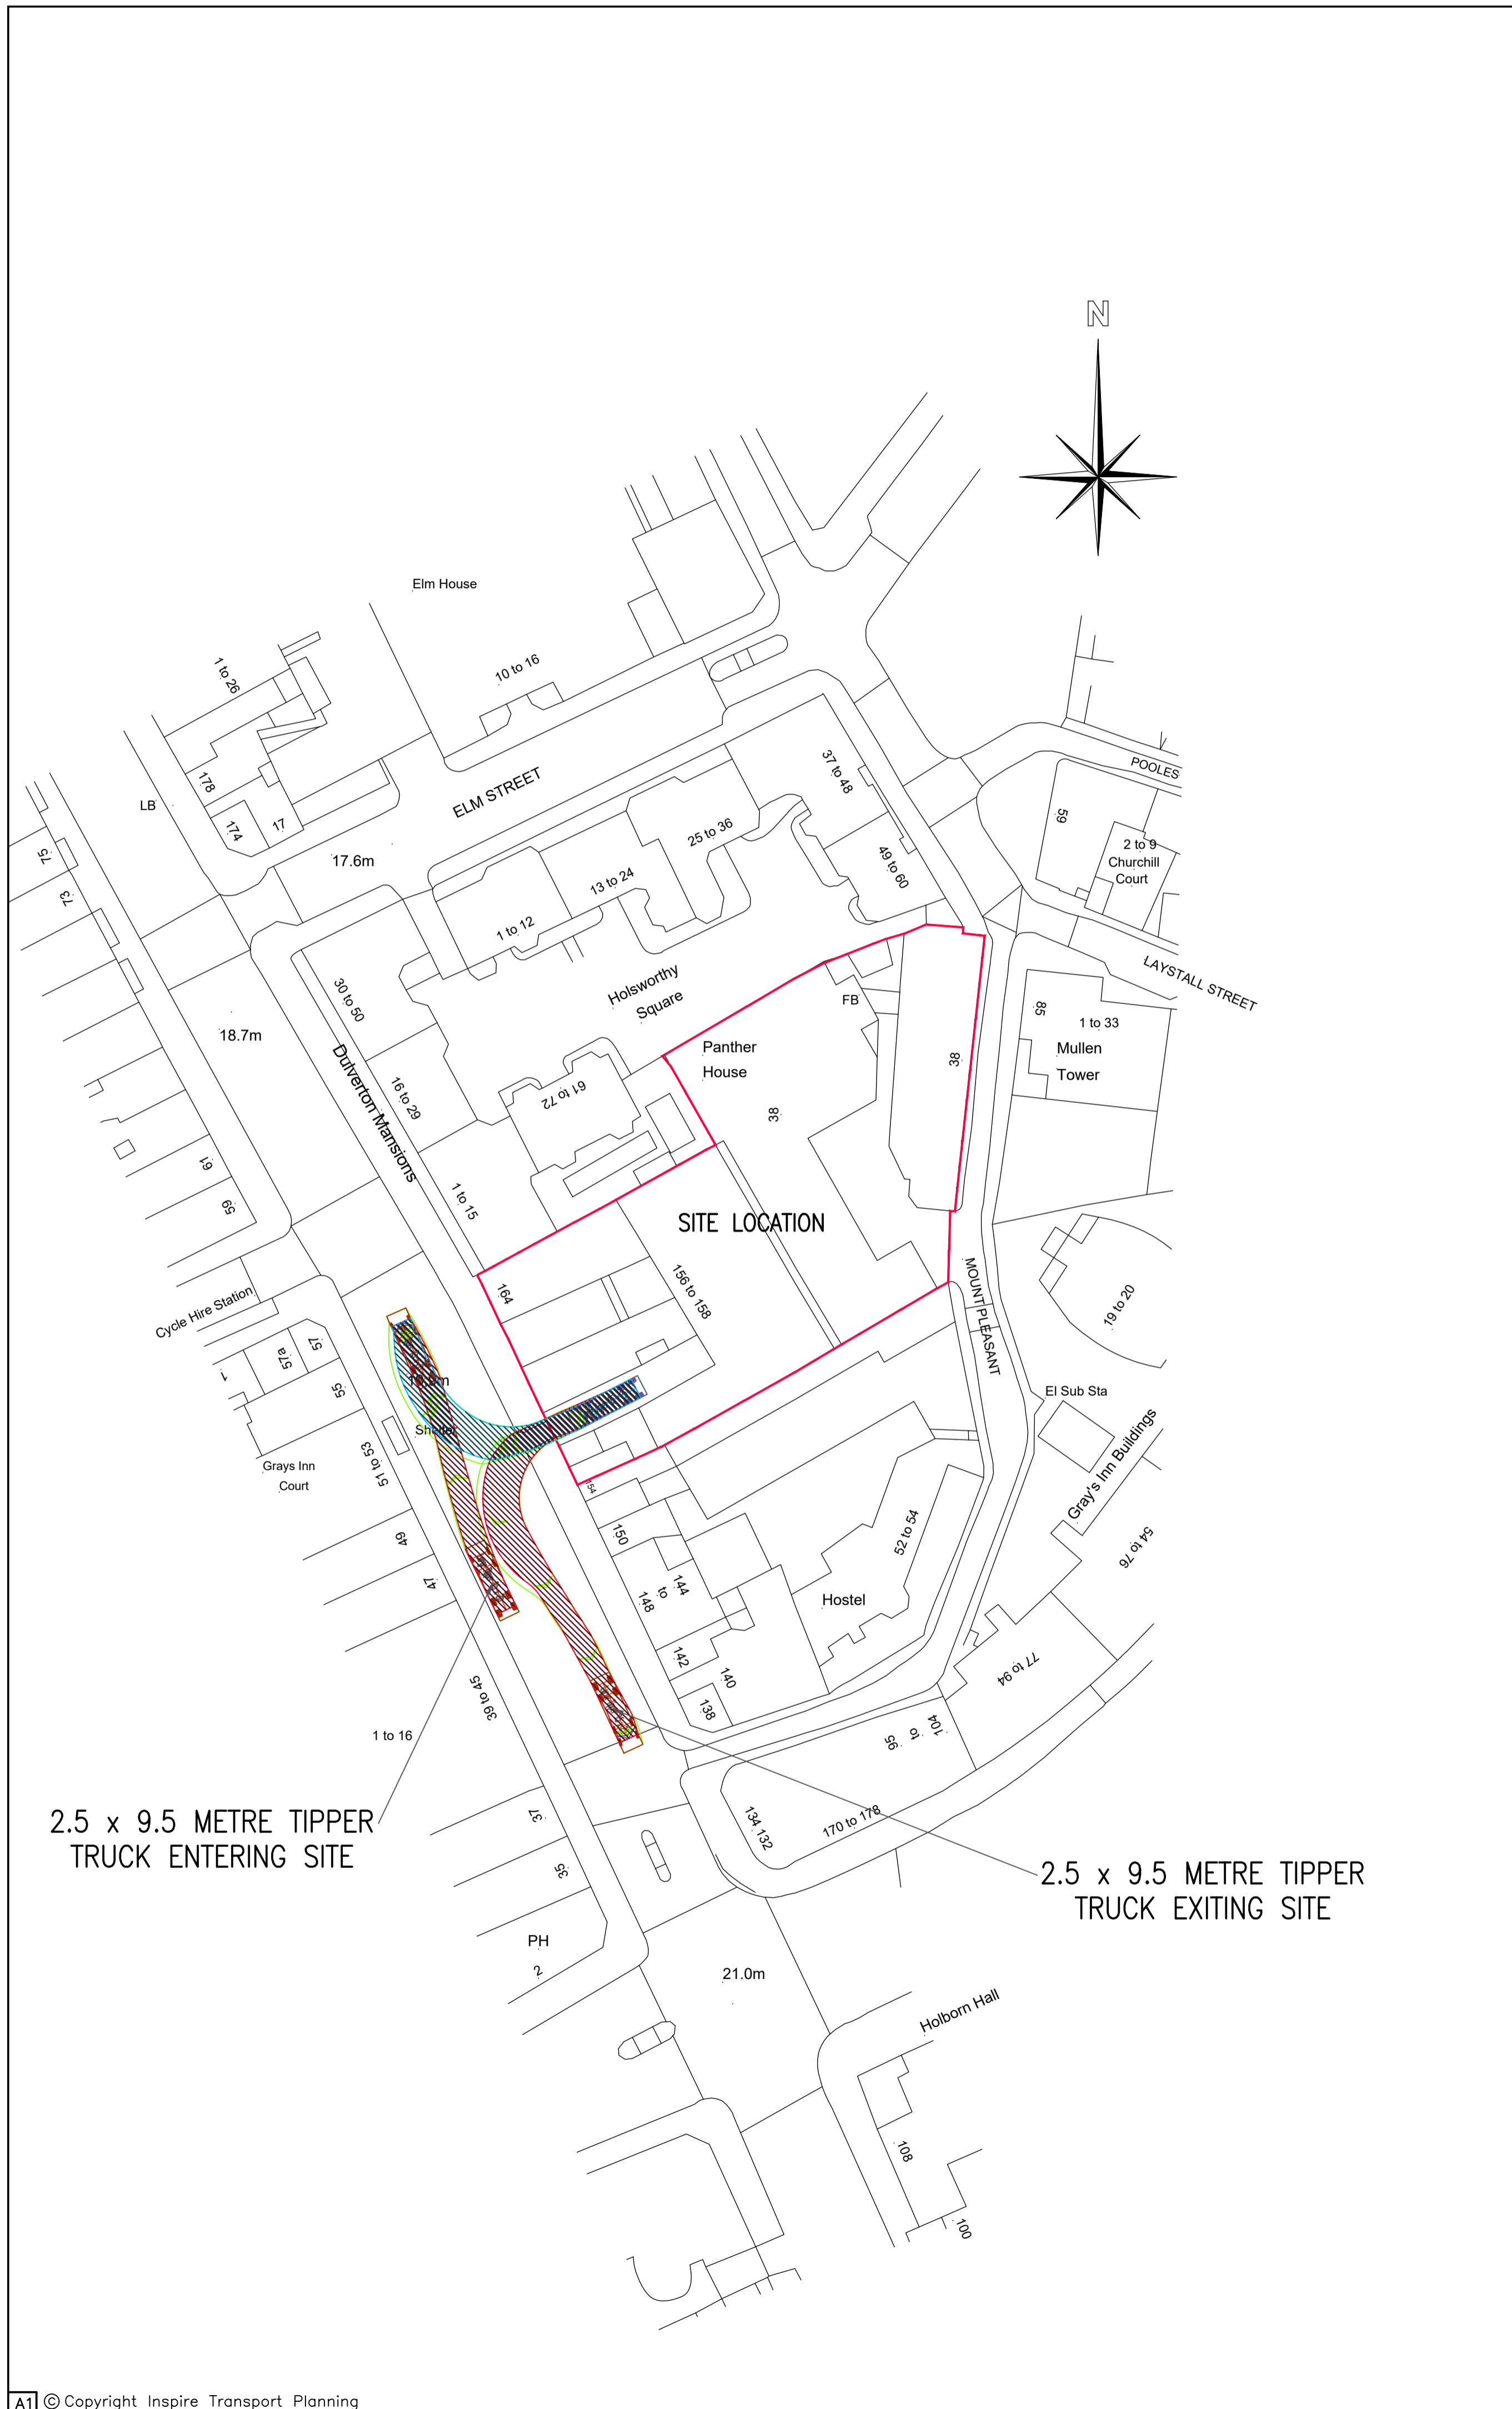 N
Elm House
10 to 16
1 to 26
178
174
17
LB
ELM STREET
17.6m
37 to 48
25 to 36
49 to 60
13 to 24
1 to 12
POOLES
59
2 to 9
Churchill
Court
75
73
LAYSTALL STREET
30 to 50
18.7m
Holsworthy
Square
FB
85
1 to 33
Mullen
Tower
Panther
House
38
38
Dulverton Mansions
16 to 29
61 to 72
61
59
1 to 15
SITE LOCATION
164
156 to 158
MOUNT PLEASANT
19 to 20
Cycle Hire Station
57
57a
1
55
Shelter
El Sub Sta
Gray's Inn Buildings
Grays Inn
Court
51 to 53
154
150
49
47
52 to 54
54 to 76
144
to
148
Hostel
142
140
138
39 to 45
1 to 16
77 to 94
104
to
95
2.5 x 9.5 METRE TIPPER
TRUCK ENTERING SITE
37
35
134 132
170 to 178
2.5 x 9.5 METRE TIPPER
TRUCK EXITING SITE
PH
2
21.0m
Holborn Hall
108
100
A1 © Copyright Inspire Transport Planning